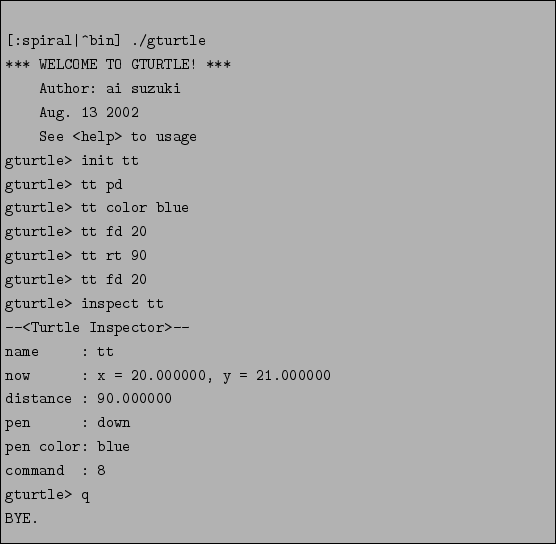 [:spiral|^bin] ./gturtle
*** WELCOME TO GTURTLE! ***
Author: ai suzuki
Aug. 13 2002
See <help> to usage
gturtle> init tt
gturtle> tt pd
gturtle> tt color blue
gturtle> tt fd 20
gturtle> tt rt 90
gturtle> tt fd 20
gturtle> inspect tt
--<Turtle Inspector>--
name     : tt
now      : x = 20.000000, y = 21.000000
distance : 90.000000
pen      : down
pen color: blue
command  : 8
gturtle> q
BYE.